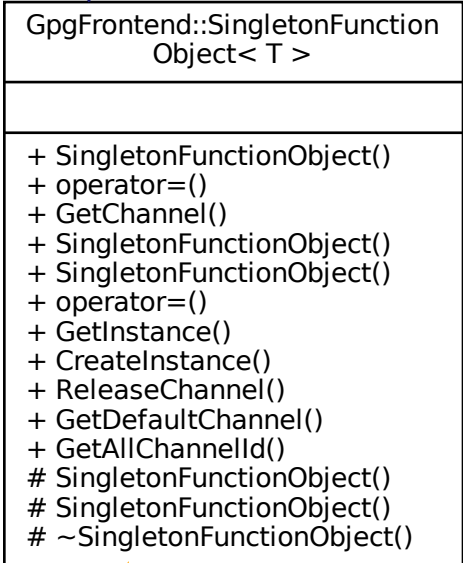 GpgFrontend::SingletonFunction
Object< T >
+ SingletonFunctionObject()
+ operator=()
+ GetChannel()
+ SingletonFunctionObject()
+ SingletonFunctionObject()
+ operator=()
+ GetInstance()
+ CreateInstance()
+ ReleaseChannel()
+ GetDefaultChannel()
+ GetAllChannelId()
# SingletonFunctionObject()
# SingletonFunctionObject()
# ~SingletonFunctionObject()